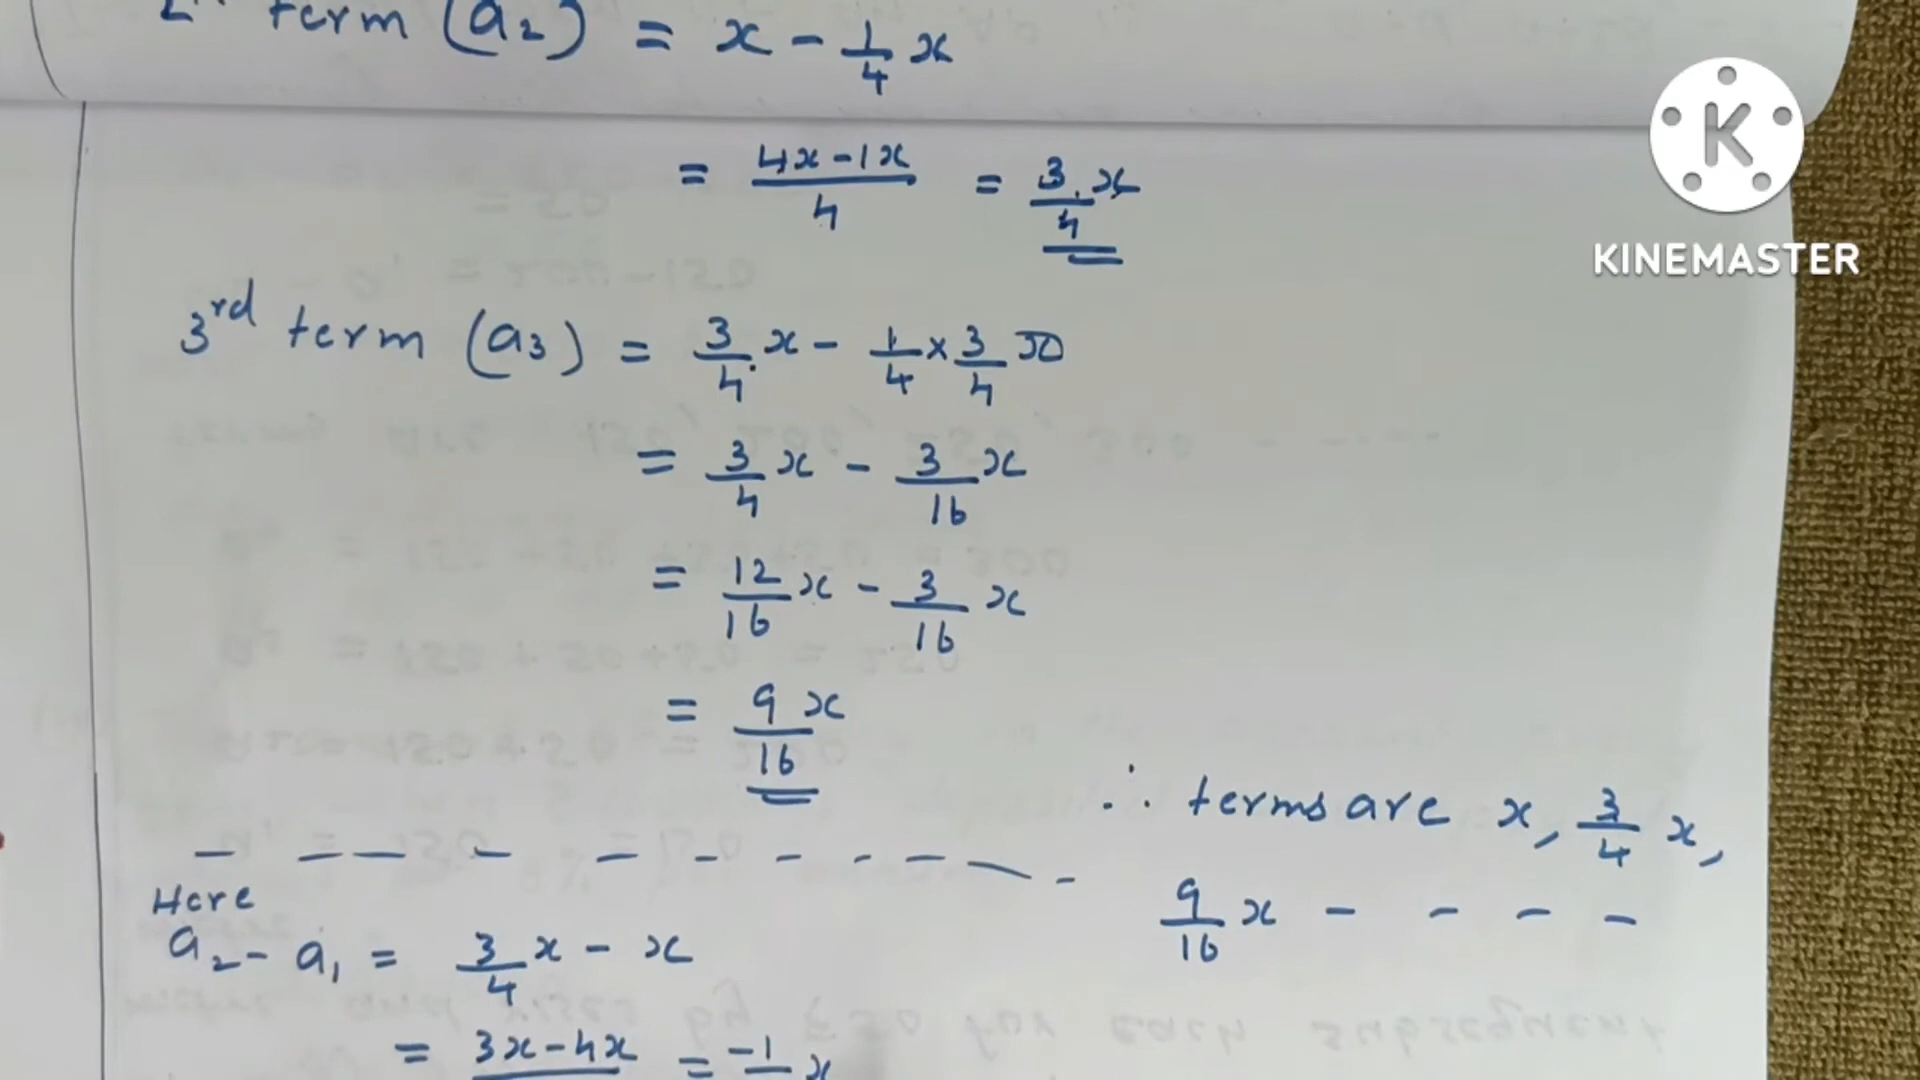 2nd term (a2) = x - 1/4 x
= 4x-1x/4 = 3/4 x
KINEMASTER
3rd term (a3) = 3/4 x - 1/4 × 3/4 x
= 3/4 x - 3/16 x
= 12/16 x - 3/16 x
= 9/16 x
∴ terms are x, 3/4 x,
9/16 x - - - -
Here
a2 - a1 = 3/4 x - x
= 3x-4x = -1 x